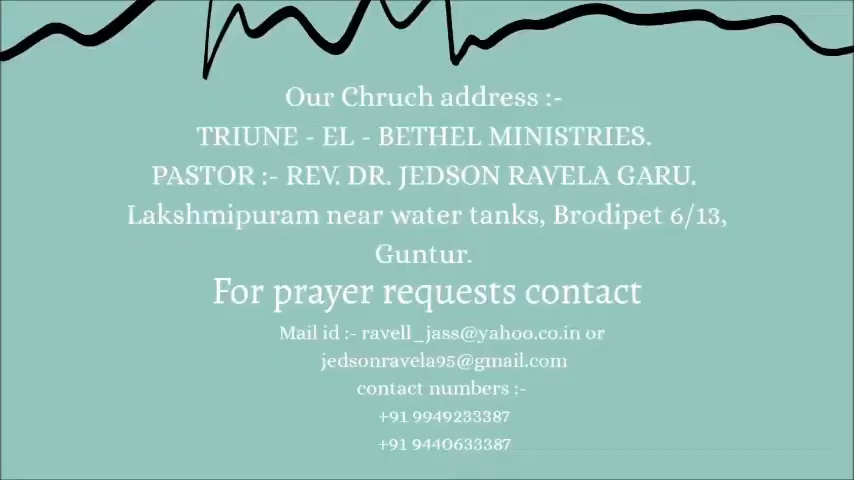 Our Chruch address :-
TRIUNE - EL - BETHEL MINISTRIES.
PASTOR :- REV. DR. JEDSON RAVELA GARU.
Lakshmipuram near water tanks, Brodipet 6/13,
Guntur.
For prayer requests contact
Mail id :- ravell_jass@yahoo.co.in or
jedsonravela95@gmail.com
contact numbers :-
+91 9949233387
+91 9440633387